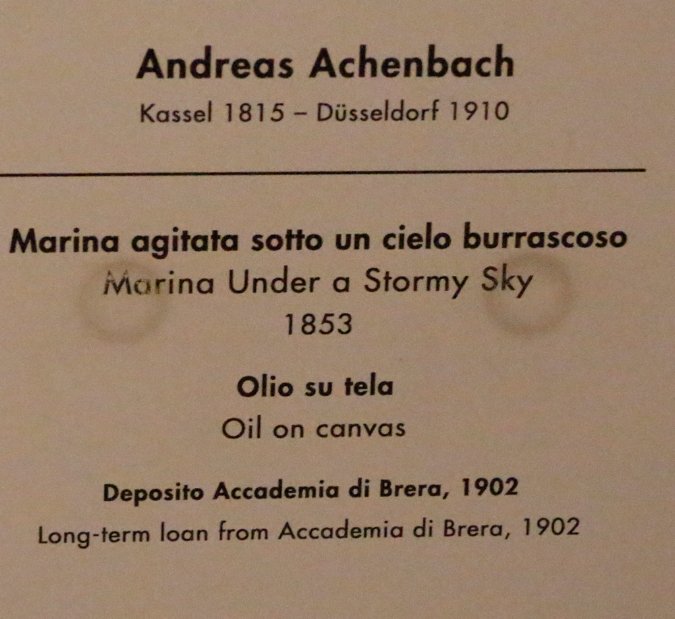 Andreas Achenbach
Kassel 1815 – Düsseldorf 1910
Marina agitata sotto un cielo burrascoso
Marina Under a Stormy Sky
1853
Olio su tela
Oil on canvas
Deposito Accademia di Brera, 1902
Long-term loan from Accademia di Brera, 1902